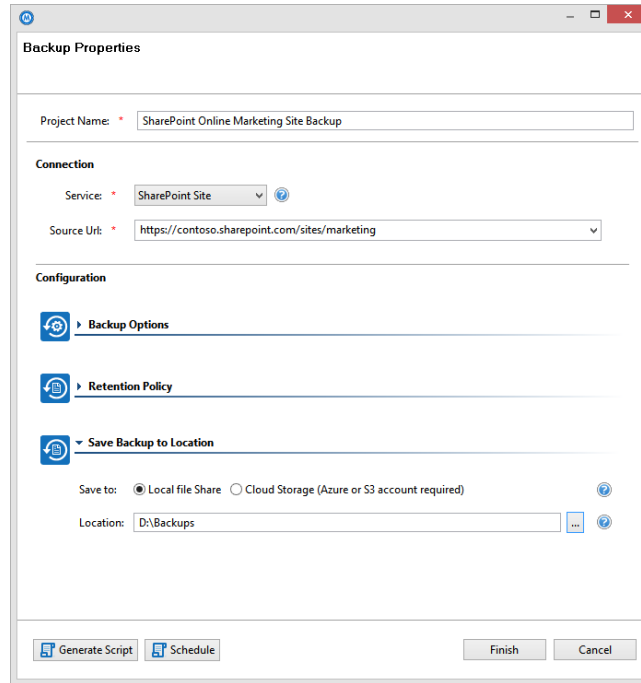 Backup Properties
Project Name: * SharePoint Online Marketing Site Backup
Connection
Service: * SharePoint Site
Source Url: * https://contoso.sharepoint.com/sites/marketing
Configuration
Backup Options
Retention Policy
Save Backup to Location
Save to: Local file Share Cloud Storage (Azure or S3 account required)
Location: D:\Backups ...
Generate Script Schedule Finish Cancel